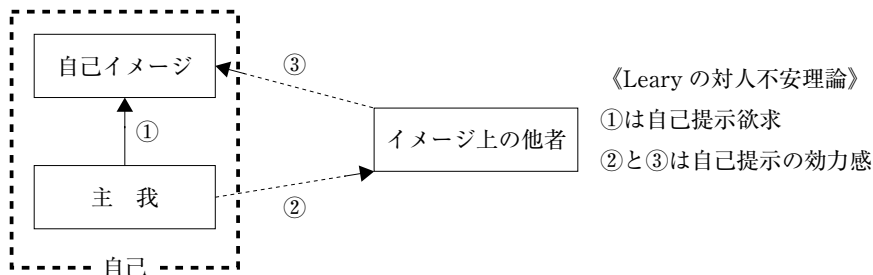 自己イメージ
③
《Leary の対人不安理論》
①は自己提示欲求
①
イメージ上の他者
②と③は自己提示の効力感
主　我
②
自己